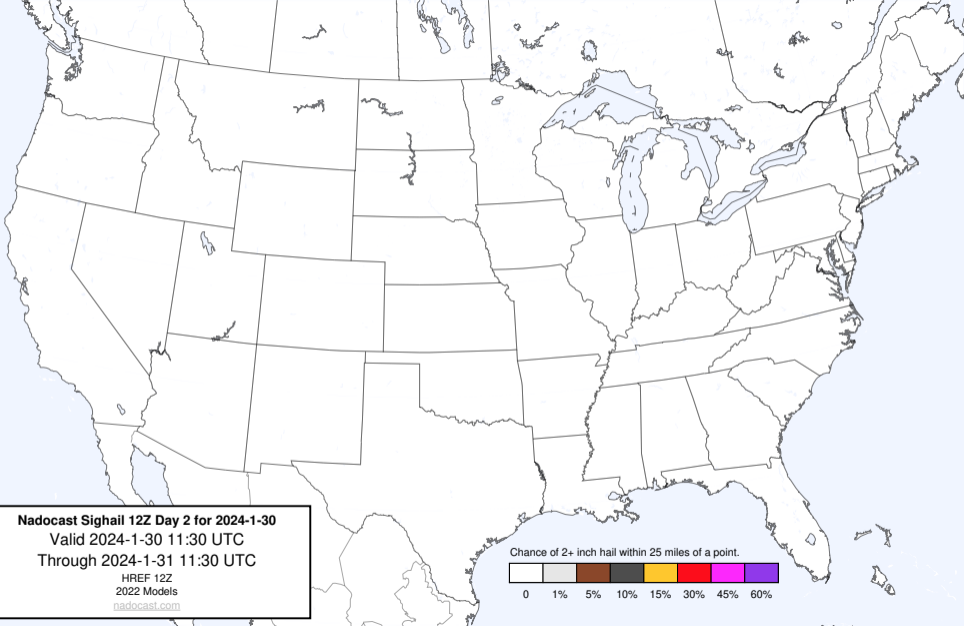 Nadocast Sighail 12Z Day 2 for 2024-1-30
Valid 2024-1-30 11:30 UTC
Through 2024-1-31 11:30 UTC
HREF 12Z
2022 Models
nadocast.com
Chance of 2+ inch hail within 25 miles of a point.
0 1% 5% 10% 15% 30% 45% 60%